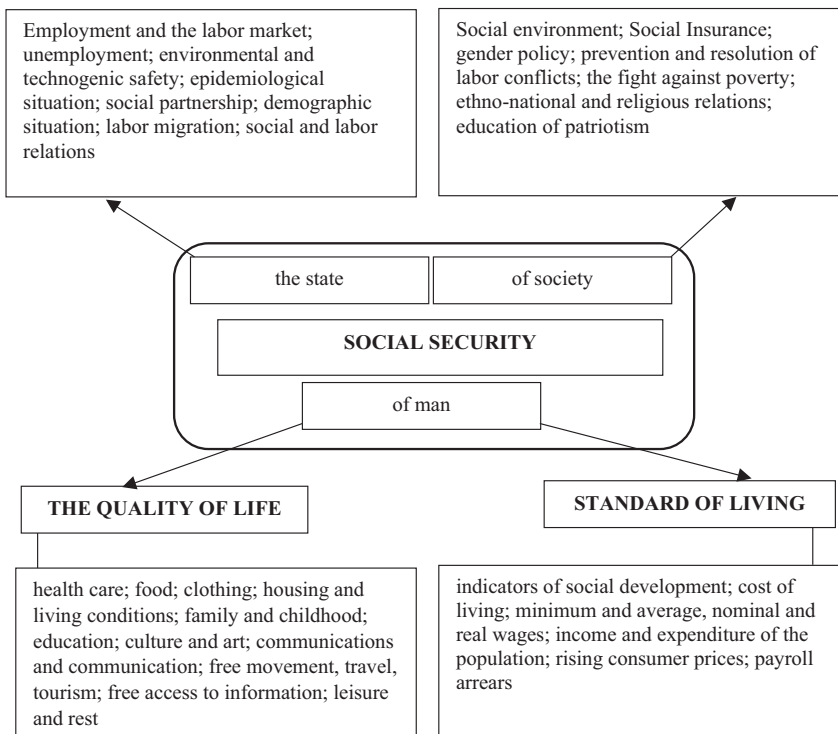 Employment and the labor market;
unemployment; environmental and
technogenic safety; epidemiological
situation; social partnership; demographic
situation; labor migration; social and labor
relations
Social environment; Social Insurance;
gender policy; prevention and resolution of
labor conflicts; the fight against poverty;
ethno-national and religious relations;
education of patriotism
the state
of society
SOCIAL SECURITY
of man
THE QUALITY OF LIFE
STANDARD OF LIVING
health care; food; clothing; housing and
living conditions; family and childhood;
education; culture and art; communications
and communication; free movement, travel,
tourism; free access to information; leisure
and rest
indicators of social development; cost of
living; minimum and average, nominal and
real wages; income and expenditure of the
population; rising consumer prices; payroll
arrears